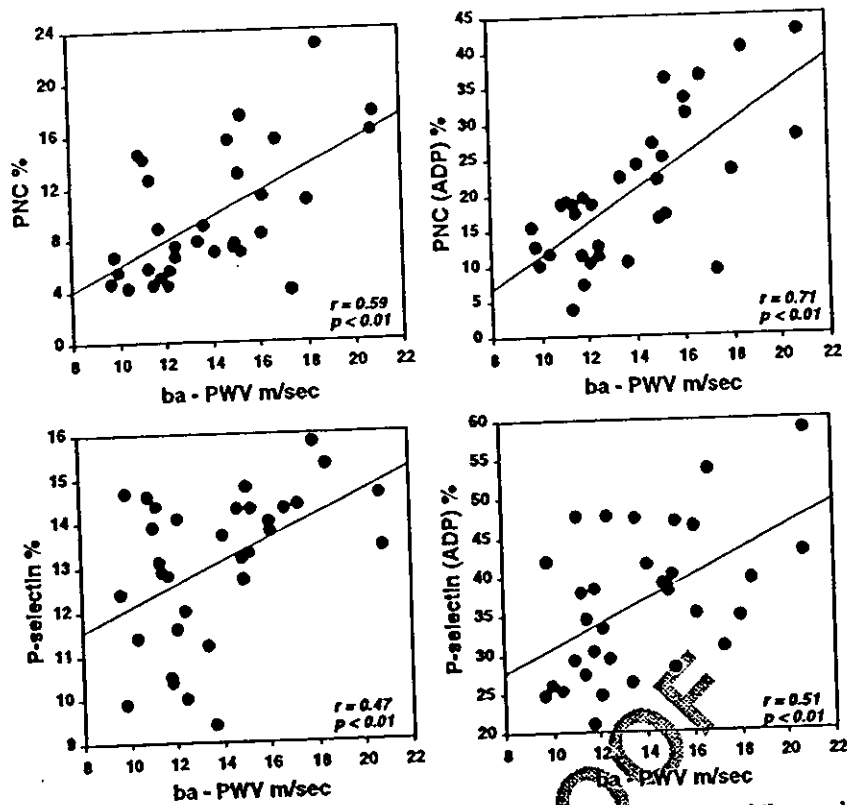 24
20
16
12
8
4
0
PNC %
r = 0.59
p < 0.01
8 10 12 14 16 18 20 22
ba - PWV m/sec
45
40
35
30
25
20
15
10
5
0
PNC (ADP) %
r = 0.71
p < 0.01
8 10 12 14 16 18 20 22
ba - PWV m/sec
16
15
14
13
12
11
10
9
P-selectin %
r = 0.47
p < 0.01
8 10 12 14 16 18 20 22
ba - PWV m/sec
60
55
50
45
40
35
30
25
20
P-selectin (ADP) %
r = 0.51
p < 0.01
8 10 12 14 16 18 20 22
ba - PWV m/sec
OOF